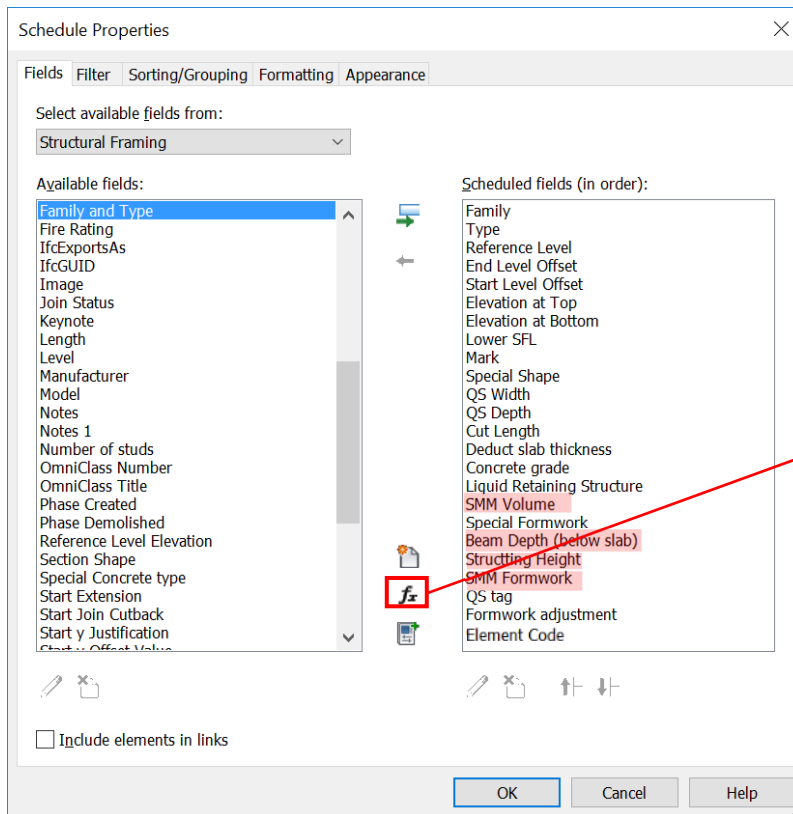 Schedule Properties
Fields Filter Sorting/Grouping Formatting Appearance
Select available fields from:
Structural Framing
Available fields:
Family and Type
Fire Rating
IfcExportsAs
IfcGUID
Image
Join Status
Keynote
Length
Level
Manufacturer
Model
Notes
Notes 1
Number of studs
OmniClass Number
OmniClass Title
Phase Created
Phase Demolished
Reference Level Elevation
Section Shape
Special Concrete type
Start Extension
Start Join Cutback
Start y Justification
Start y Offset Value
fx
Scheduled fields (in order):
Family
Type
Reference Level
End Level Offset
Start Level Offset
Elevation at Top
Elevation at Bottom
Lower SFL
Mark
Special Shape
QS Width
QS Depth
Cut Length
Deduct slab thickness
Concrete grade
Liquid Retaining Structure
SMM Volume
Special Formwork
Beam Depth (below slab)
Structting Height
SMM Formwork
QS tag
Formwork adjustment
Element Code
Include elements in links
OK Cancel Help